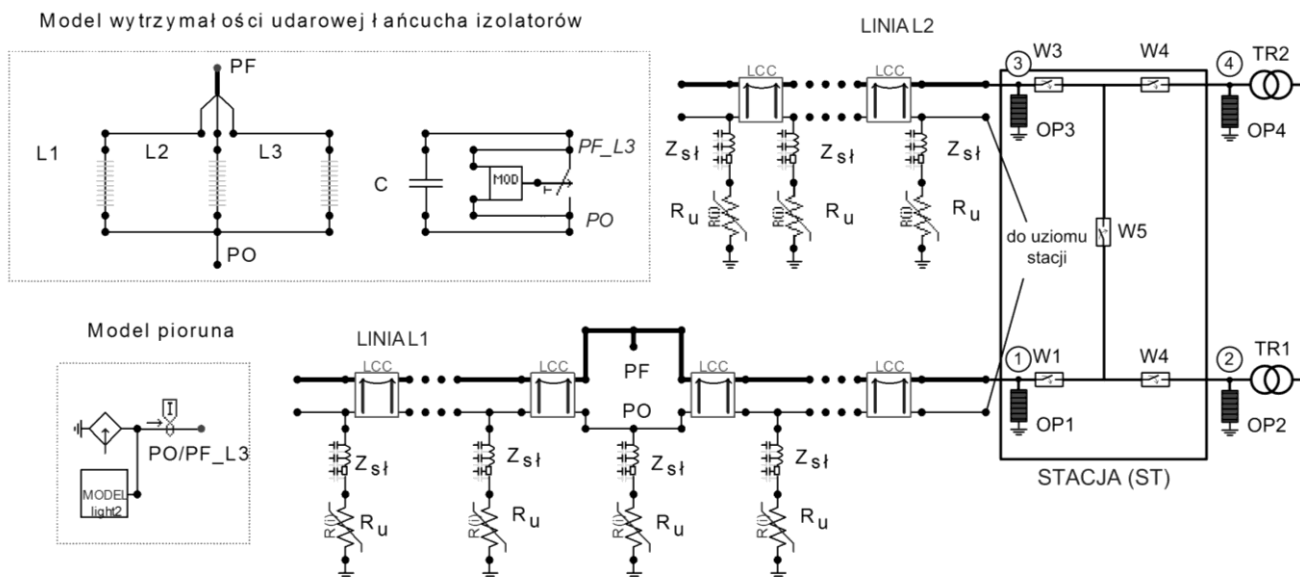 Model wytrzymałości udarowej łańcucha izolatorów
PF
L1
L2
L3
PO
C
MOD
T
PF_L3
PO
LINIA L2
LCC
LCC
Zsł
Zsł
Zsł
R(i)
Ru
R(i)
Ru
R(i)
Ru
do uziomu
stacji
3
W3
W4
4
TR2
OP3
OP4
W5
1
W1
W4
2
TR1
OP1
OP2
STACJA (ST)
Model pioruna
I
PO/PF_L3
MODEL
light2
LINIA L1
LCC
LCC
LCC
LCC
PF
PO
Zsł
Zsł
Zsł
Zsł
R(i)
Ru
R(i)
Ru
R(i)
Ru
R(i)
Ru